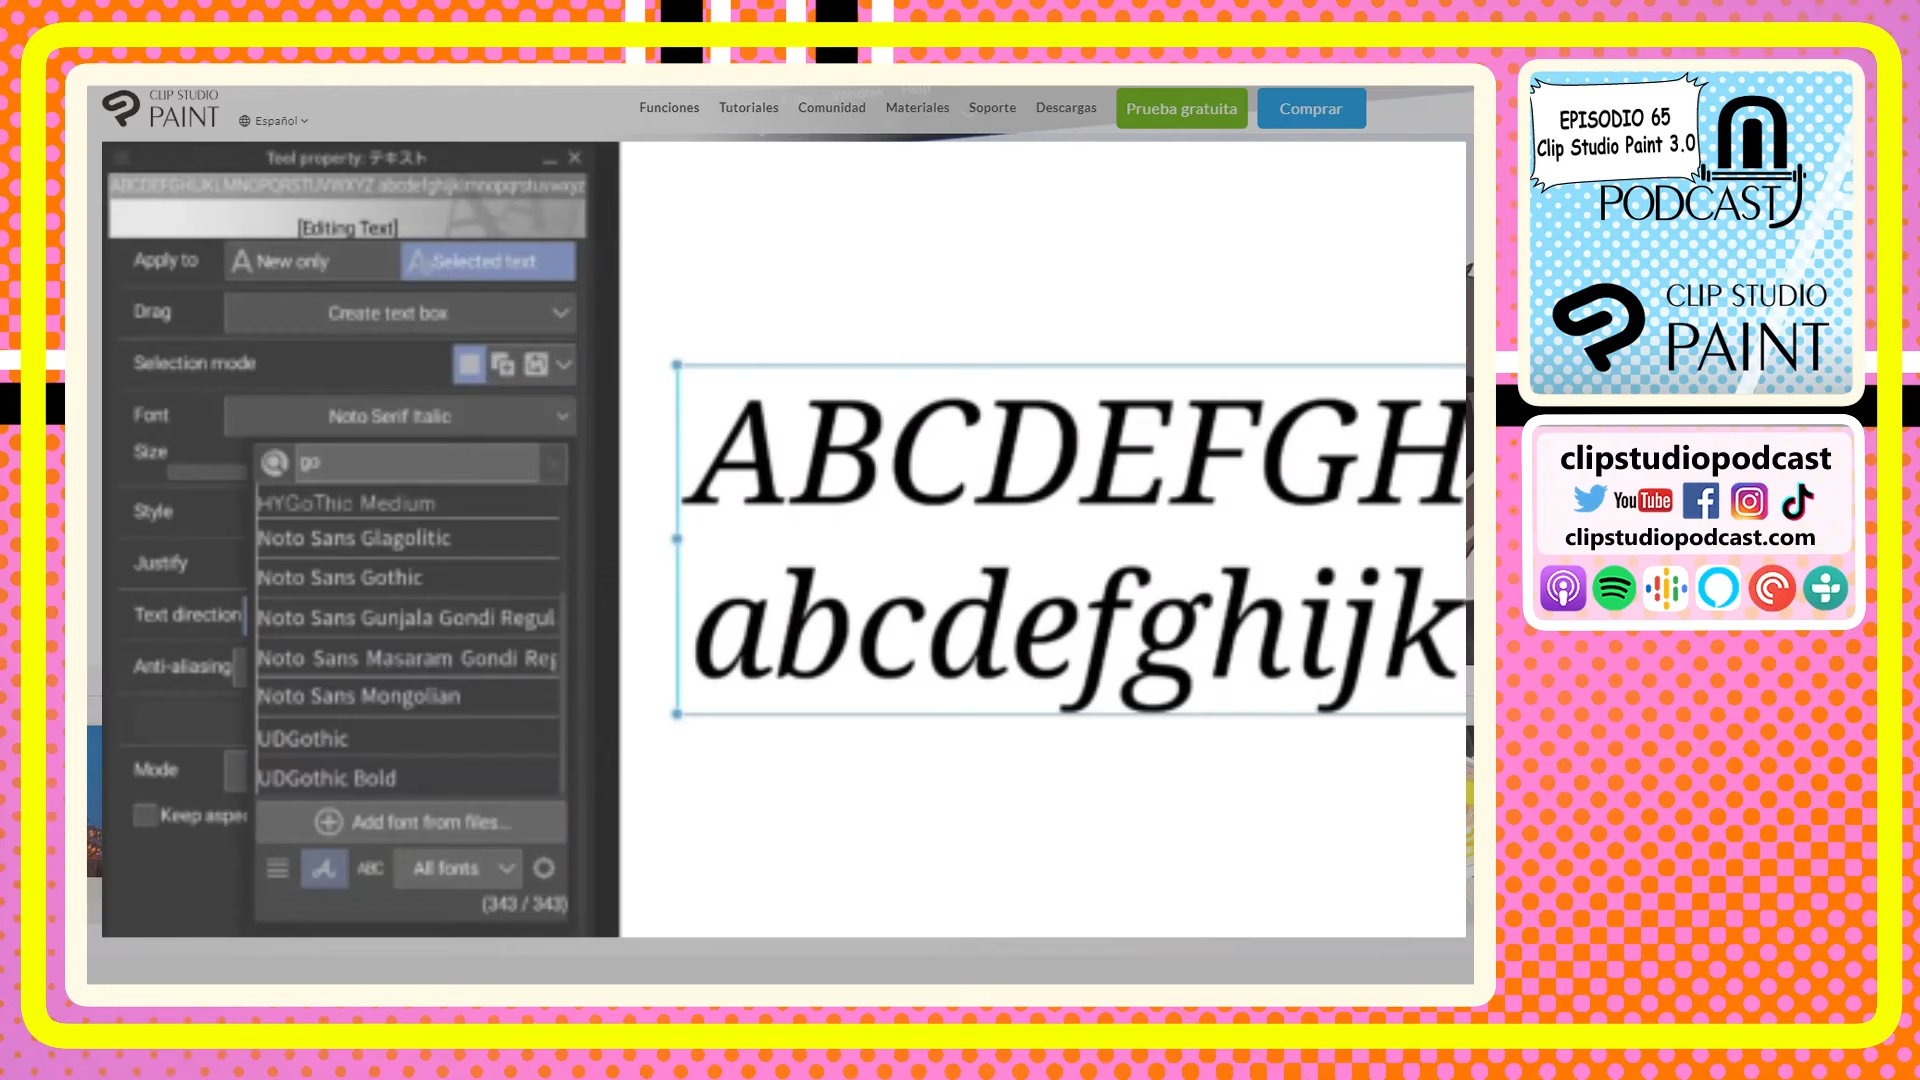 CLIP STUDIO
PAINT
Español
Funciones
Tutoriales
Comunidad
Materiales
Soporte
Descargas
Prueba gratuita
Comprar
Tool property: テキスト
ABCDEFGHIJKLMNOPQRSTUVWXYZ abcdefghijklmnopqrstuvwxyz
[Editing Text]
Apply to
New only
Selected text
Drag
Create text box
Selection mode
Font
Noto Serif Italic
Size
go
HYGoThic Medium
Noto Sans Glagolitic
Style
Noto Sans Gothic
Justify
Noto Sans Gunjala Gondi Regul
Text direction
Noto Sans Masaram Gondi Reg
Anti-aliasing
Noto Sans Mongolian
UDGothic
Mode
UDGothic Bold
Keep aspe
Add font from files...
ABC
All fonts
(343 / 343)
ABCDEFGH
abcdefghijk
EPISODIO 65
Clip Studio Paint 3.0
PODCAST
CLIP STUDIO
PAINT
clipstudiopodcast
YouTube
clipstudiopodcast.com